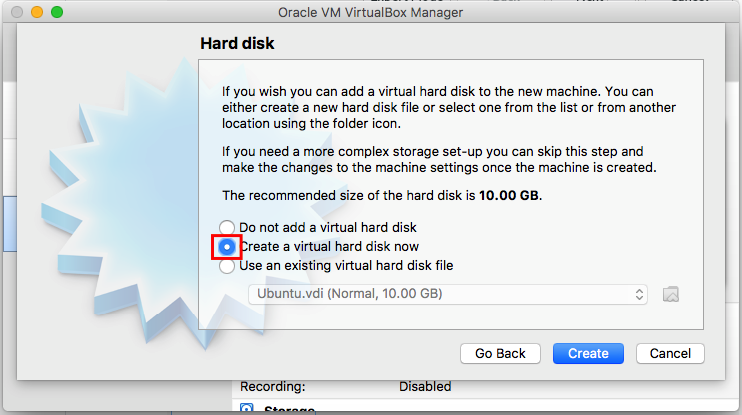 Oracle VM VirtualBox Manager
Hard disk
If you wish you can add a virtual hard disk to the new machine. You can
either create a new hard disk file or select one from the list or from another
location using the folder icon.
If you need a more complex storage set-up you can skip this step and
make the changes to the machine settings once the machine is created.
The recommended size of the hard disk is 10.00 GB.
Do not add a virtual hard disk
Create a virtual hard disk now
Use an existing virtual hard disk file
Ubuntu.vdi (Normal, 10.00 GB)
Go Back Create Cancel
Recording: Disabled
Storage